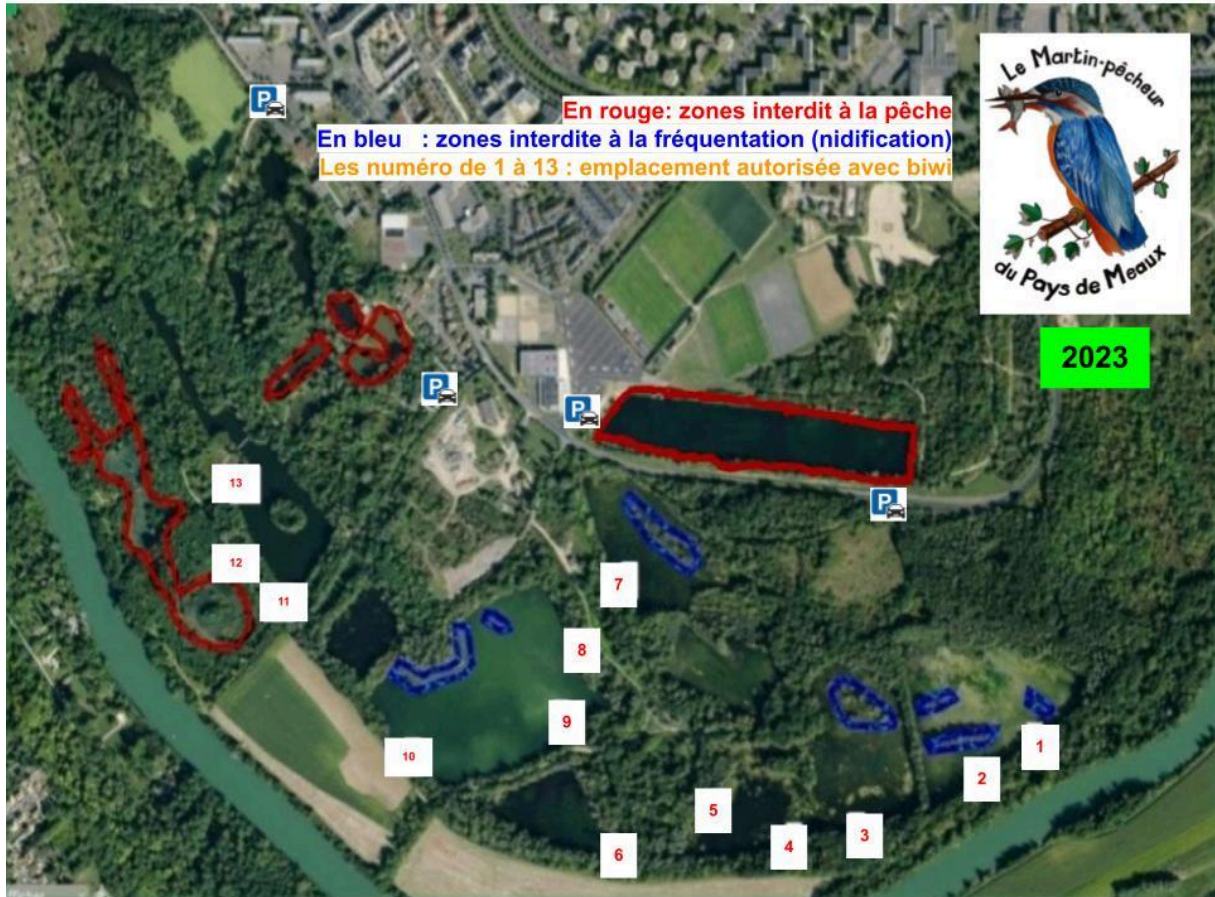 Le Martin-pêcheur
du Pays de Meaux
En rouge: zones interdit à la pêche
En bleu : zones interdite à la fréquentation (nidification)
Les numéro de 1 à 13 : emplacement autorisée avec biwi
2023
P
P
P
P
13
12
11
7
8
9
10
1
2
5
3
4
6